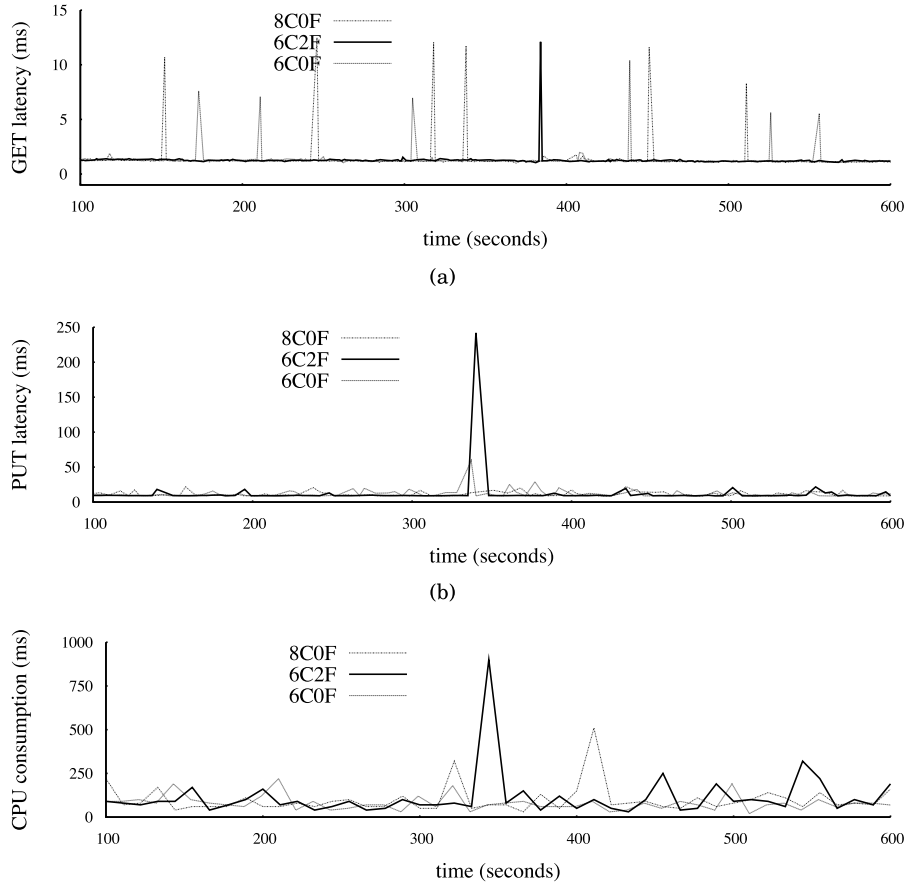 GET latency (ms)
15
10
5
0
8C0F
6C2F
6C0F
100 200 300 400 500 600
time (seconds)
(a)
PUT latency (ms)
250
200
150
100
50
0
8C0F
6C2F
6C0F
100 200 300 400 500 600
time (seconds)
(b)
CPU consumption (ms)
1000
750
500
250
0
8C0F
6C2F
6C0F
100 200 300 400 500 600
time (seconds)